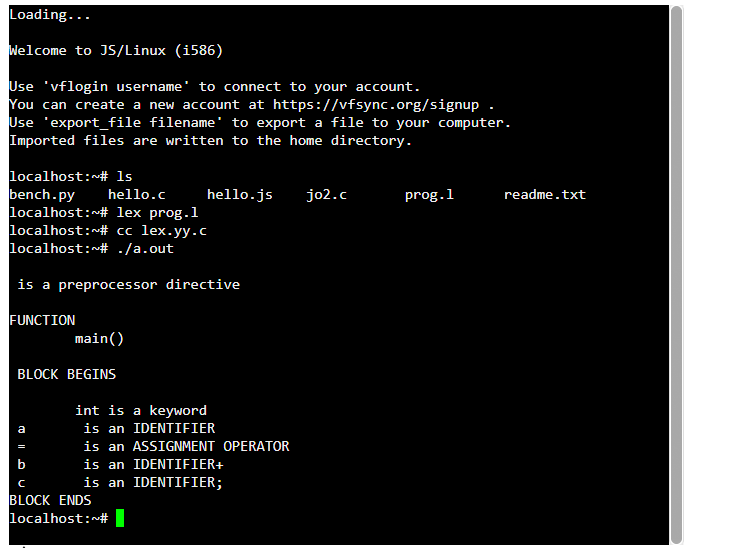 Loading...
Welcome to JS/Linux (i586)
Use 'vflogin username' to connect to your account.
You can create a new account at https://vfsync.org/signup .
Use 'export_file filename' to export a file to your computer.
Imported files are written to the home directory.
localhost:~# ls
bench.py    hello.c     hello.js    jo2.c       prog.l      readme.txt
localhost:~# lex prog.l
localhost:~# cc lex.yy.c
localhost:~# ./a.out
is a preprocessor directive
FUNCTION
main()
BLOCK BEGINS
int is a keyword
a       is an IDENTIFIER
=       is an ASSIGNMENT OPERATOR
b       is an IDENTIFIER+
c       is an IDENTIFIER;
BLOCK ENDS
localhost:~#